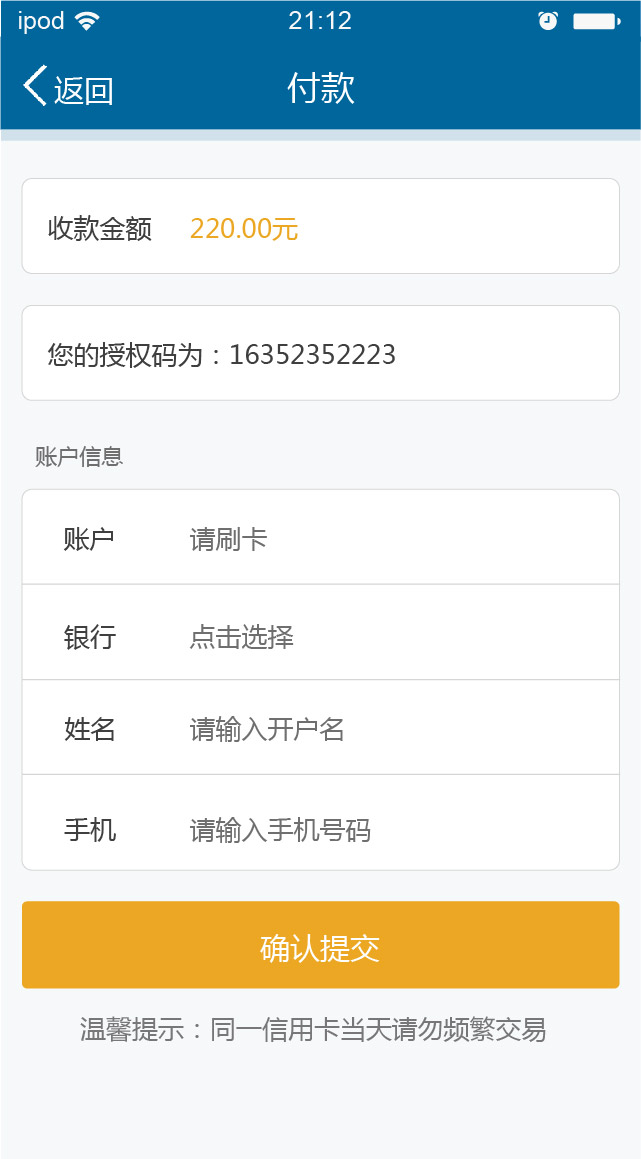 ipod 21:12
返回 付款
收款金额 220.00元
您的授权码为：16352352223
账户信息
账户 请刷卡
银行 点击选择
姓名 请输入开户名
手机 请输入手机号码
确认提交
温馨提示：同一信用卡当天请勿频繁交易